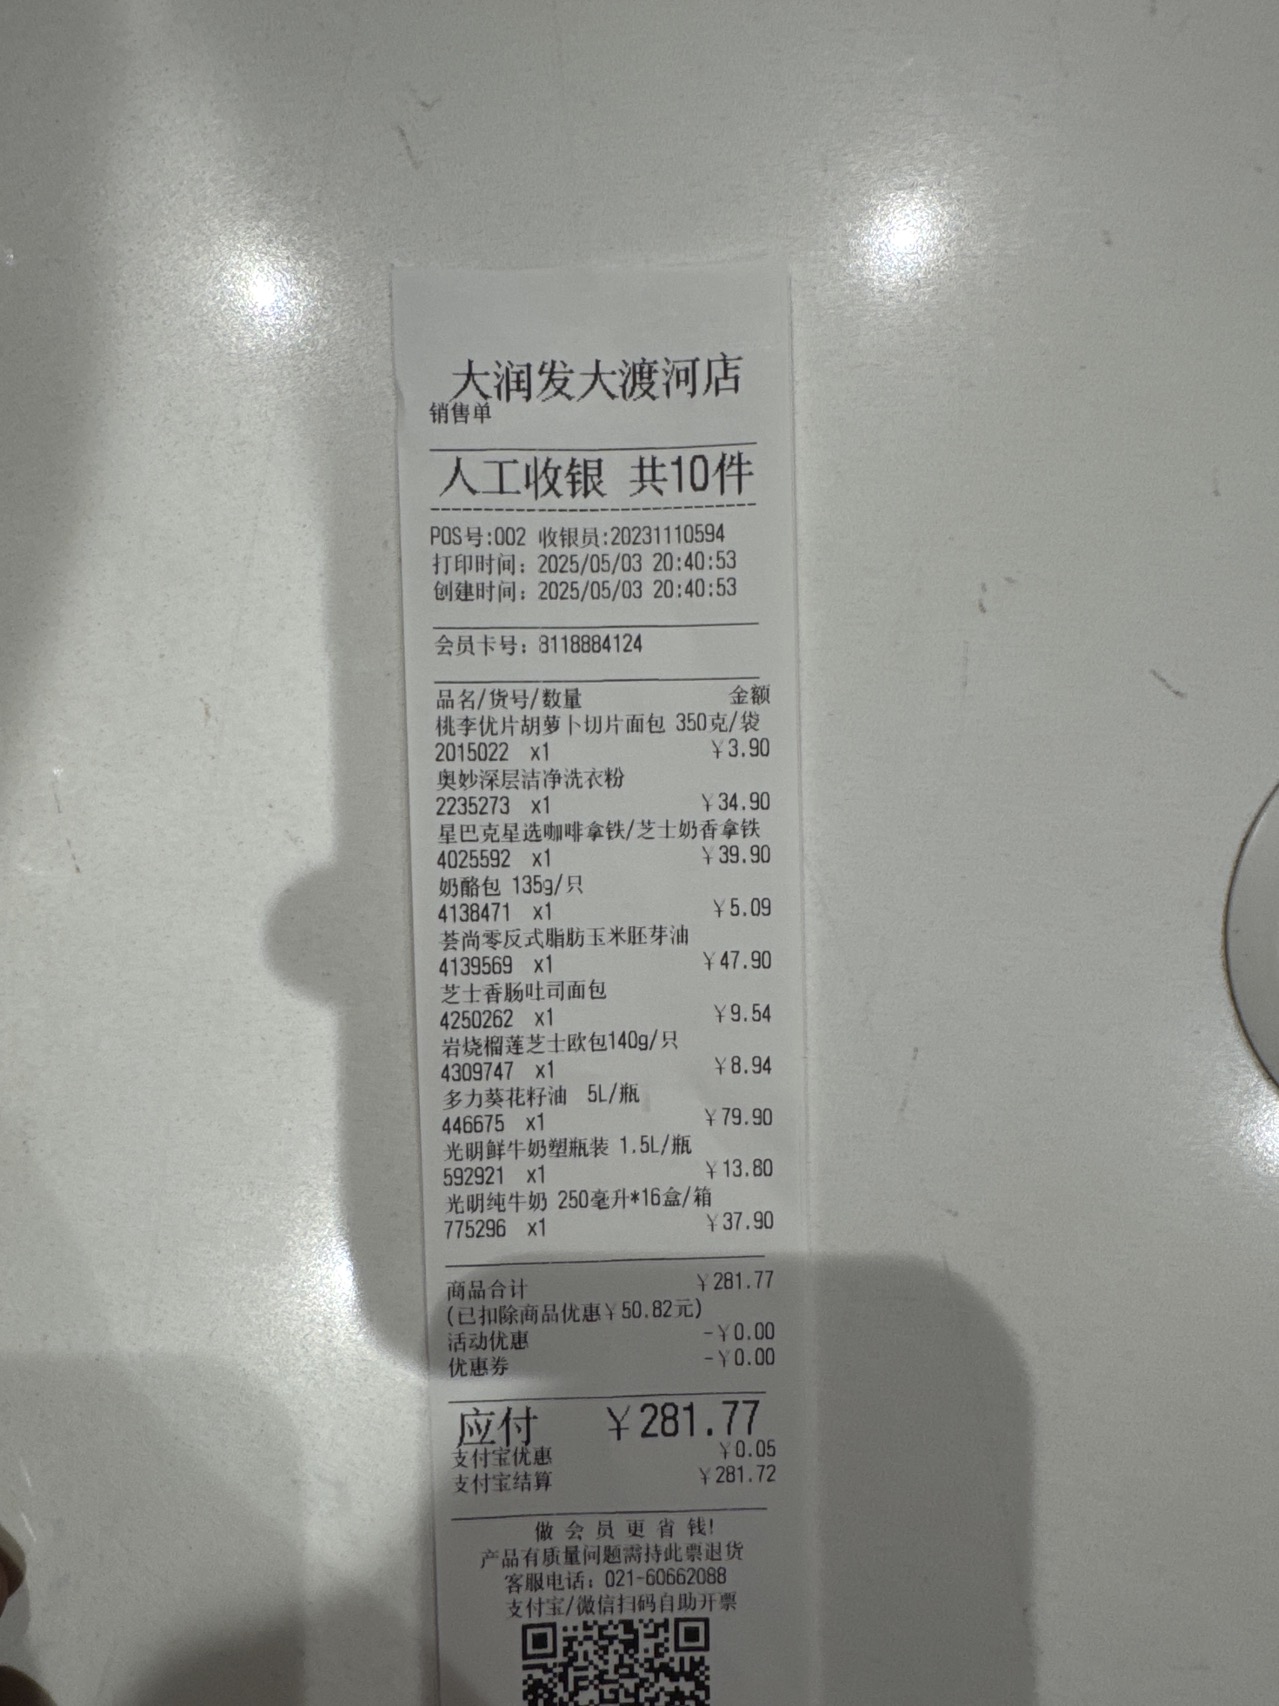 大润发大渡河店
销售单
人工收银 共10件
POS号:002 收银员:20231110594
打印时间：2025/05/03 20:40:53
创建时间：2025/05/03 20:40:53
会员卡号：8118884124
品名/货号/数量 金额
桃李优片胡萝卜切片面包 350克/袋
2015022 x1 ￥3.90
奥妙深层洁净洗衣粉
2235273 x1 ￥34.90
星巴克星选咖啡拿铁/芝士奶香拿铁
4025592 x1 ￥39.90
奶酪包 135g/只
4138471 x1 ￥5.09
荟尚零反式脂肪玉米胚芽油
4139569 x1 ￥47.90
芝士香肠吐司面包
4250262 x1 ￥9.54
岩烧榴莲芝士欧包140g/只
4309747 x1 ￥8.94
多力葵花籽油 5L/瓶
446675 x1 ￥79.90
光明鲜牛奶塑瓶装 1.5L/瓶
592921 x1 ￥13.80
光明纯牛奶 250毫升*16盒/箱
775296 x1 ￥37.90
商品合计 ￥281.77
(已扣除商品优惠￥50.82元)
活动优惠 -￥0.00
优惠券 -￥0.00
应付 ￥281.77
支付宝优惠 ￥0.05
支付宝结算 ￥281.72
做 会 员 更 省 钱!
产品有质量问题需持此票退货
客服电话：021-60662088
支付宝/微信扫码自助开票